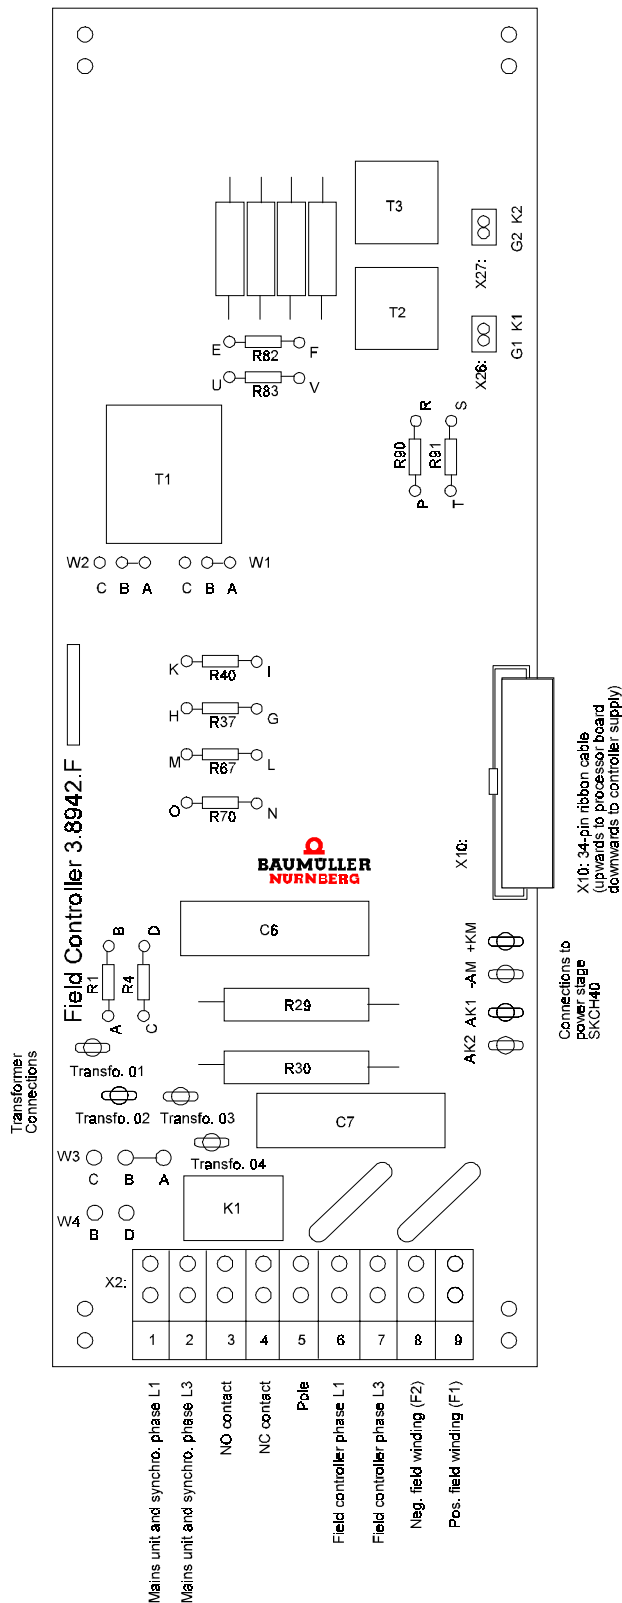 T3
G2 K2
X27:
T2
G1 K1
X26:
E
F
R82
U
V
R83
R
S
R90
R91
P
T
T1
W2
W1
C B A
C B A
K
I
R40
H
G
R37
M
L
R67
O
N
R70
Field Controller 3.8942.F
BAUMÜLLER
NÜRNBERG
X10:
X10: 34-pin ribbon cable
(upwards to processor board
downwards to controller supply)
C6
B
D
R1
R4
A
C
R29
R30
+KM
-AM
AK1
AK2
Connections to
power stage
SKCH40
Transformer
Connections
Transfo. 01
Transfo. 02
Transfo. 03
Transfo. 04
C7
W3
C B A
K1
W4
B D
X2:
1 2 3 4 5 6 7 8 9
Mains unit and synchro. phase L1
Mains unit and synchro. phase L3
NO contact
NC contact
Pole
Field controller phase L1
Field controller phase L3
Neg. field winding (F2)
Pos. field winding (F1)